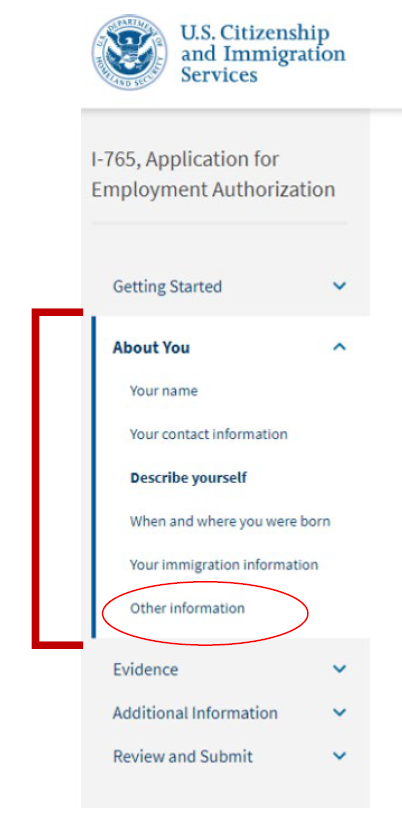 U.S. Citizenship
and Immigration
Services
I-765, Application for
Employment Authorization
Getting Started
About You
Your name
Your contact information
Describe yourself
When and where you were born
Your immigration information
Other information
Evidence
Additional Information
Review and Submit